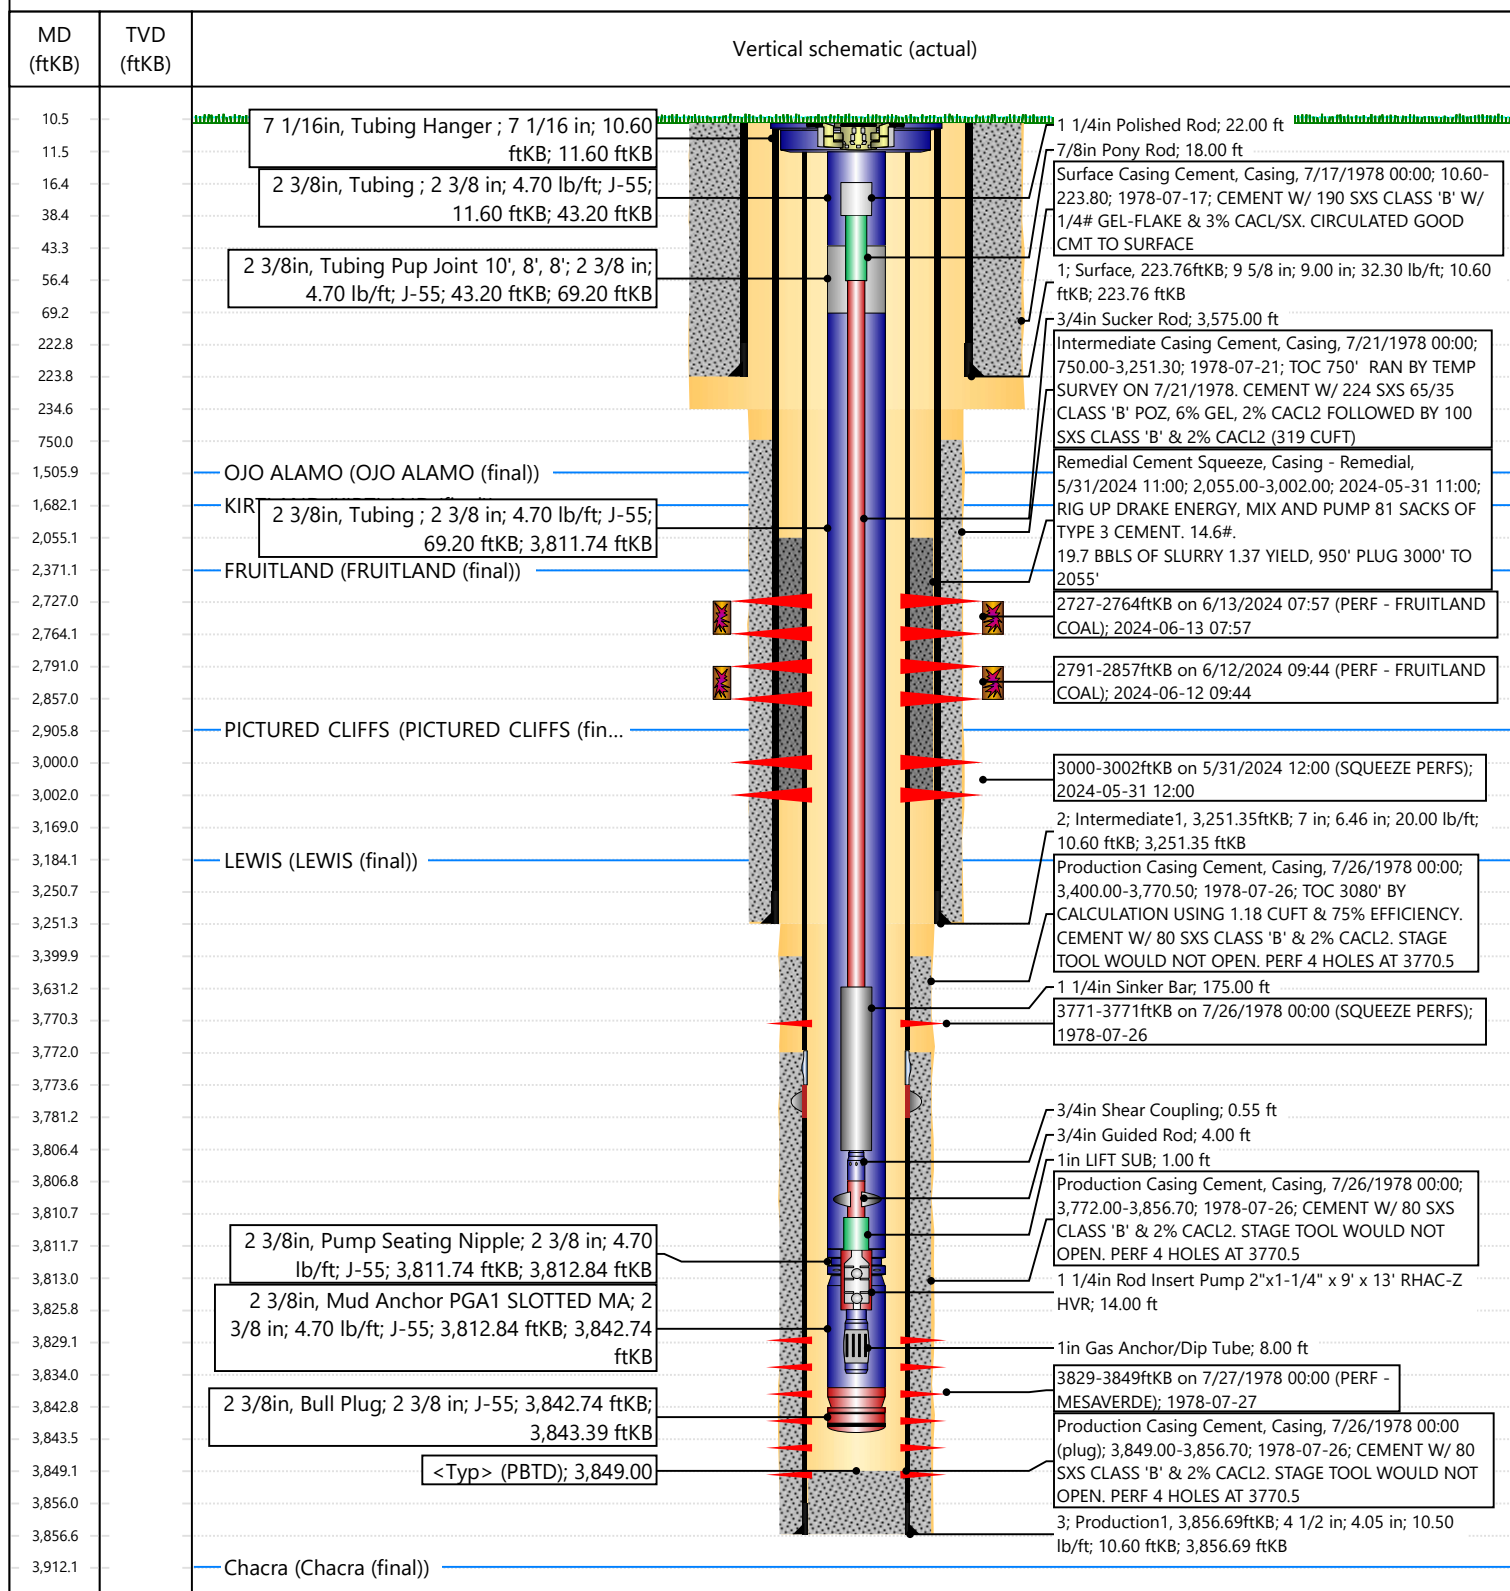 MD
(ftKB)
TVD
(ftKB)
Vertical schematic (actual)
10.5
11.5
16.4
38.4
43.3
56.4
69.2
222.8
223.8
234.6
750.0
1,505.9
1,682.1
2,055.1
2,371.1
2,727.0
2,764.1
2,791.0
2,857.0
2,905.8
3,000.0
3,002.0
3,169.0
3,184.1
3,250.7
3,251.3
3,399.9
3,631.2
3,770.3
3,772.0
3,773.6
3,781.2
3,806.4
3,806.8
3,810.7
3,811.7
3,813.0
3,825.8
3,829.1
3,834.0
3,842.8
3,843.5
3,849.1
3,856.0
3,856.6
3,912.1
7 1/16in, Tubing Hanger ; 7 1/16 in; 10.60
ftKB; 11.60 ftKB
2 3/8in, Tubing ; 2 3/8 in; 4.70 lb/ft; J-55;
11.60 ftKB; 43.20 ftKB
2 3/8in, Tubing Pup Joint 10', 8', 8'; 2 3/8 in;
4.70 lb/ft; J-55; 43.20 ftKB; 69.20 ftKB
OJO ALAMO (OJO ALAMO (final))
2 3/8in, Tubing ; 2 3/8 in; 4.70 lb/ft; J-55;
69.20 ftKB; 3,811.74 ftKB
FRUITLAND (FRUITLAND (final))
PICTURED CLIFFS (PICTURED CLIFFS (fin...
LEWIS (LEWIS (final))
2 3/8in, Pump Seating Nipple; 2 3/8 in; 4.70
lb/ft; J-55; 3,811.74 ftKB; 3,812.84 ftKB
2 3/8in, Mud Anchor PGA1 SLOTTED MA; 2
3/8 in; 4.70 lb/ft; J-55; 3,812.84 ftKB; 3,842.74
ftKB
2 3/8in, Bull Plug; 2 3/8 in; J-55; 3,842.74 ftKB;
3,843.39 ftKB
<Typ> (PBTD); 3,849.00
Chacra (Chacra (final))
1 1/4in Polished Rod; 22.00 ft
7/8in Pony Rod; 18.00 ft
Surface Casing Cement, Casing, 7/17/1978 00:00; 10.60-
223.80; 1978-07-17; CEMENT W/ 190 SXS CLASS 'B' W/
1/4# GEL-FLAKE & 3% CACL/SX. CIRCULATED GOOD
CMT TO SURFACE
1; Surface, 223.76ftKB; 9 5/8 in; 9.00 in; 32.30 lb/ft; 10.60
ftKB; 223.76 ftKB
3/4in Sucker Rod; 3,575.00 ft
Intermediate Casing Cement, Casing, 7/21/1978 00:00;
750.00-3,251.30; 1978-07-21; TOC 750' RAN BY TEMP
SURVEY ON 7/21/1978. CEMENT W/ 224 SXS 65/35
CLASS 'B' POZ, 6% GEL, 2% CACL2 FOLLOWED BY 100
SXS CLASS 'B' & 2% CACL2 (319 CUFT)
Remedial Cement Squeeze, Casing - Remedial,
5/31/2024 11:00; 2,055.00-3,002.00; 2024-05-31 11:00;
RIG UP DRAKE ENERGY, MIX AND PUMP 81 SACKS OF
TYPE 3 CEMENT. 14.6#.
19.7 BBLS OF SLURRY 1.37 YIELD, 950' PLUG 3000' TO
2055'
2727-2764ftKB on 6/13/2024 07:57 (PERF - FRUITLAND
COAL); 2024-06-13 07:57
2791-2857ftKB on 6/12/2024 09:44 (PERF - FRUITLAND
COAL); 2024-06-12 09:44
3000-3002ftKB on 5/31/2024 12:00 (SQUEEZE PERFS);
2024-05-31 12:00
2; Intermediate1, 3,251.35ftKB; 7 in; 6.46 in; 20.00 lb/ft;
10.60 ftKB; 3,251.35 ftKB
Production Casing Cement, Casing, 7/26/1978 00:00;
3,400.00-3,770.50; 1978-07-26; TOC 3080' BY
CALCULATION USING 1.18 CUFT & 75% EFFICIENCY.
CEMENT W/ 80 SXS CLASS 'B' & 2% CACL2. STAGE
TOOL WOULD NOT OPEN. PERF 4 HOLES AT 3770.5
1 1/4in Sinker Bar; 175.00 ft
3771-3771ftKB on 7/26/1978 00:00 (SQUEEZE PERFS);
1978-07-26
3/4in Shear Coupling; 0.55 ft
3/4in Guided Rod; 4.00 ft
1in LIFT SUB; 1.00 ft
Production Casing Cement, Casing, 7/26/1978 00:00;
3,772.00-3,856.70; 1978-07-26; CEMENT W/ 80 SXS
CLASS 'B' & 2% CACL2. STAGE TOOL WOULD NOT
OPEN. PERF 4 HOLES AT 3770.5
1 1/4in Rod Insert Pump 2"x1-1/4" x 9' x 13' RHAC-Z
HVR; 14.00 ft
1in Gas Anchor/Dip Tube; 8.00 ft
3829-3849ftKB on 7/27/1978 00:00 (PERF -
MESAVERDE); 1978-07-27
Production Casing Cement, Casing, 7/26/1978 00:00
(plug); 3,849.00-3,856.70; 1978-07-26; CEMENT W/ 80
SXS CLASS 'B' & 2% CACL2. STAGE TOOL WOULD NOT
OPEN. PERF 4 HOLES AT 3770.5
3; Production1, 3,856.69ftKB; 4 1/2 in; 4.05 in; 10.50
lb/ft; 10.60 ftKB; 3,856.69 ftKB